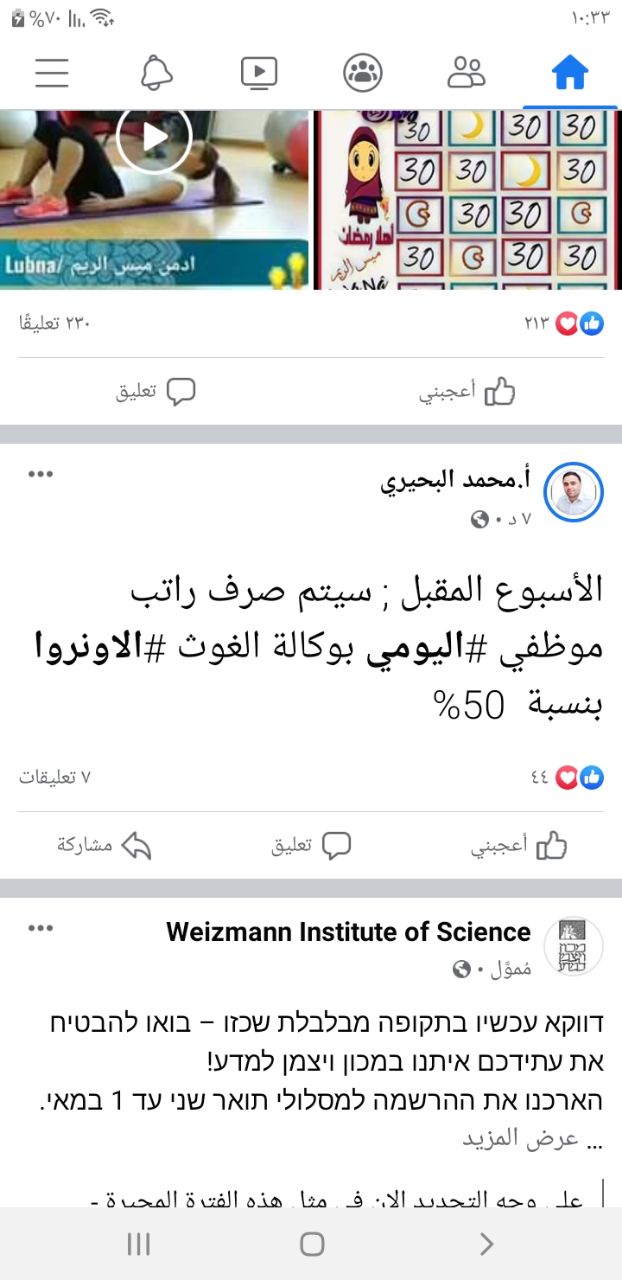 %٧٠
١٠:٣٣
30 30 30
30 30 30
30 30
أهلا رمضان
ميس الريم
30 30 30
Lubna/ ادمن ميس الريم
٢١٣
٢٣٠ تعليقًا
أعجبني
تعليق
أ.محمد البحيري
٧ د •
الأسبوع المقبل ; سيتم صرف راتب
موظفي #اليومي بوكالة الغوث #الاونروا
بنسبة 50%
٤٤
٧ تعليقات
أعجبني
تعليق
مشاركة
Weizmann Institute of Science
مُموَّل •
דווקא עכשיו בתקופה מבלבלת שכזו – בואו להבטיח
את עתידכם איתנו במכון ויצמן למדע!
הארכנו את ההרשמה למסלולי תואר שני עד 1 במאי.
... عرض المزيد
على وجه التحديد الان في مثل هذه الفترة المحيرة -